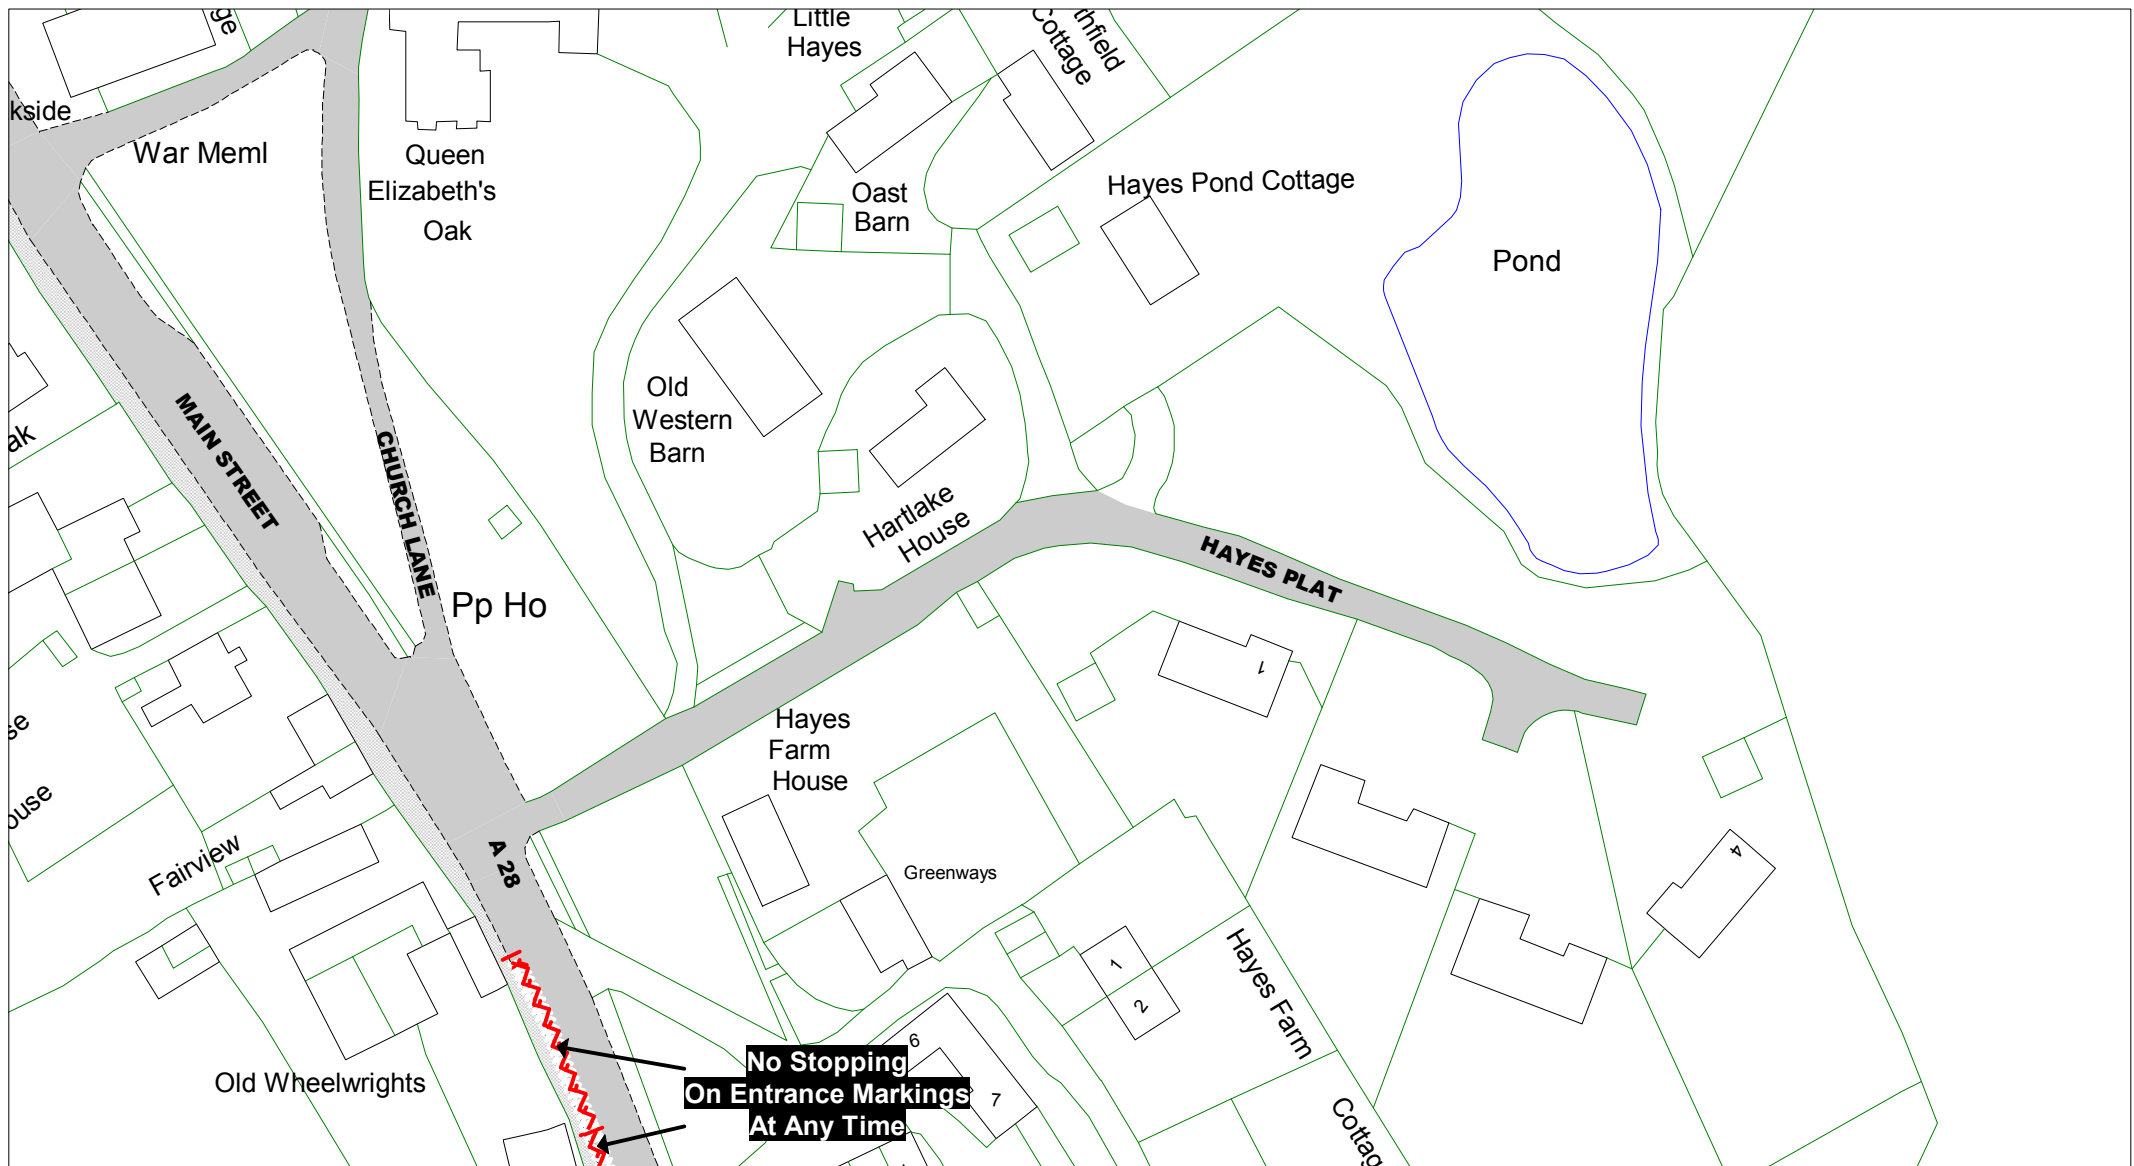 Little
Hayes
Cottage
kside
War Meml
Queen
Elizabeth's
Oak
Oast
Barn
Hayes Pond Cottage
Pond
MAIN STREET
CHURCH LANE
Old
Western
Barn
Hartlake
House
HAYES PLAT
Pp Ho
1
Hayes
Farm
House
Fairview
A 28
Greenways
4
1
2
Hayes Farm
6
7
Old Wheelwrights
No Stopping
On Entrance Markings
At Any Time